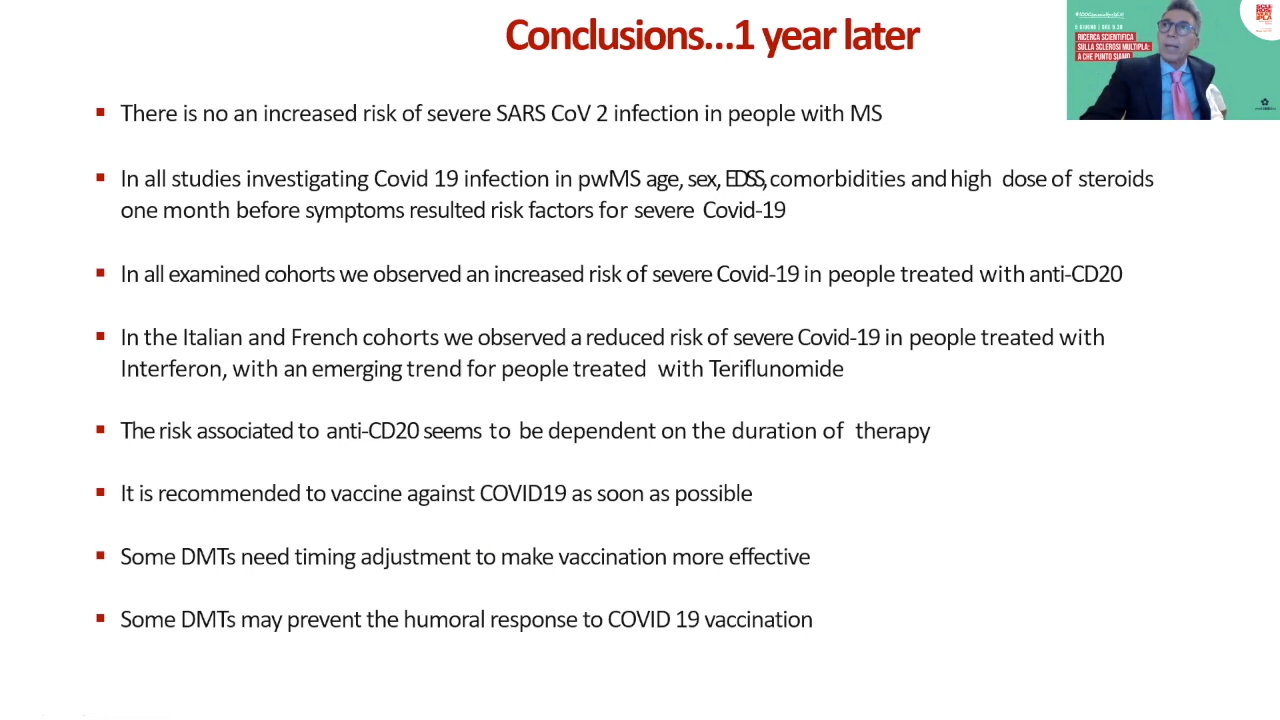 Conclusions...1 year later
▪ There is no an increased risk of severe SARS CoV 2 infection in people with MS
▪ In all studies investigating Covid 19 infection in pwMS age, sex, EDSS, comorbidities and high dose of steroids
one month before symptoms resulted risk factors for severe Covid-19
▪ In all examined cohorts we observed an increased risk of severe Covid-19 in people treated with anti-CD20
▪ In the Italian and French cohorts we observed a reduced risk of severe Covid-19 in people treated with
Interferon, with an emerging trend for people treated with Teriflunomide
▪ The risk associated to anti-CD20 seems to be dependent on the duration of therapy
▪ It is recommended to vaccine against COVID19 as soon as possible
▪ Some DMTs need timing adjustment to make vaccination more effective
▪ Some DMTs may prevent the humoral response to COVID 19 vaccination
RICERCA SCIENTIFICA
SULLA SCLEROSI MULTIPLA:
A CHE PUNTO SIAMO